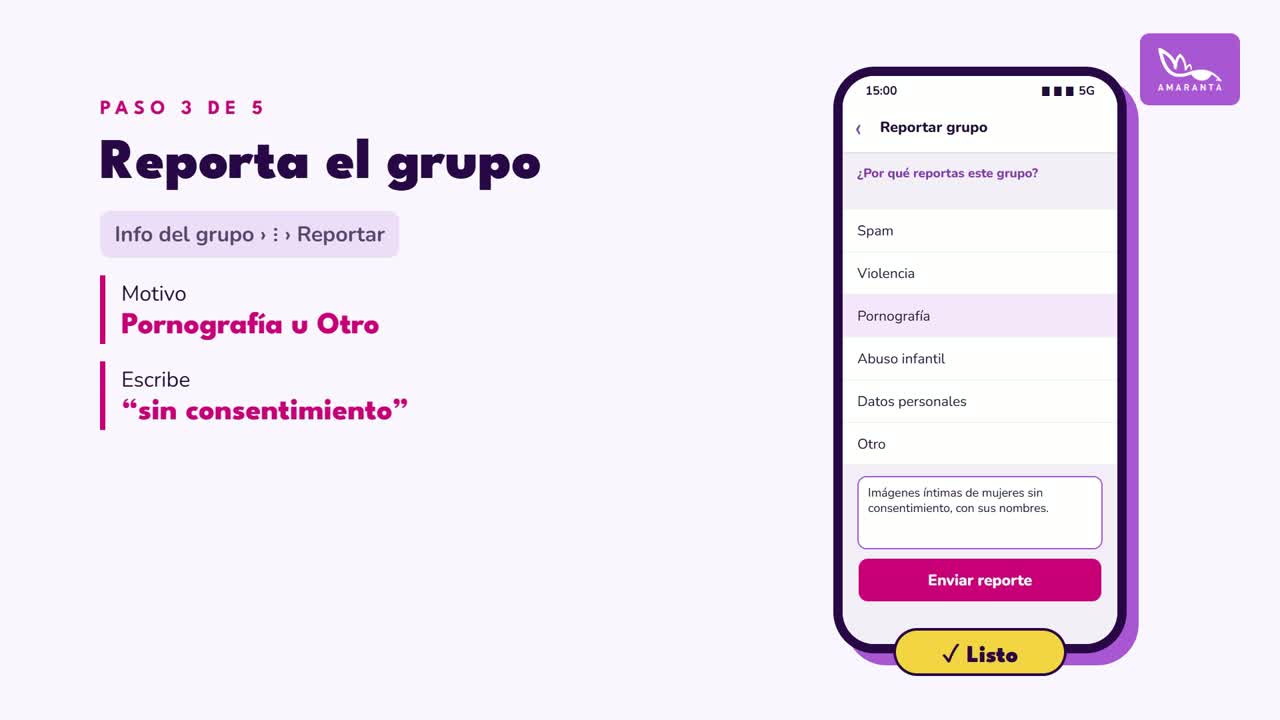 PASO 3 DE 5
Reporta el grupo
Info del grupo › ⋮ › Reportar
Motivo
Pornografía u Otro
Escribe
“sin consentimiento”
15:00
5G
‹ Reportar grupo
¿Por qué reportas este grupo?
Spam
Violencia
Pornografía
Abuso infantil
Datos personales
Otro
Imágenes íntimas de mujeres sin
consentimiento, con sus nombres.
Enviar reporte
✓ Listo
AMARANTA